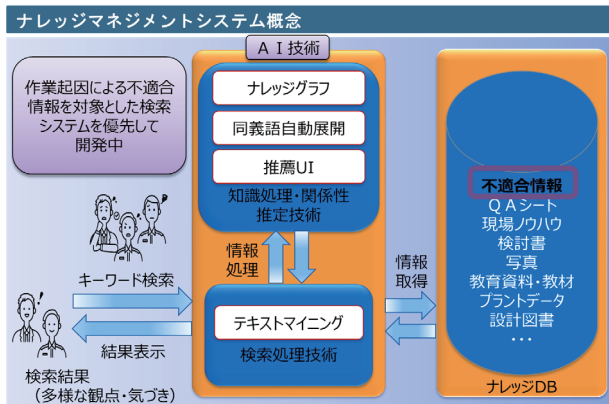 ナレッジマネジメントシステム概念
AI技術
作業起因による不適合
情報を対象とした検索
システムを優先して
開発中
ナレッジグラフ
同義語自動展開
推薦UI
知識処理・関係性
推定技術
情報
処理
テキストマイニング
検索処理技術
キーワード検索
結果表示
検索結果
(多様な観点・気づき)
情報
取得
不適合情報
QAシート
現場ノウハウ
検討書
写真
教育資料・教材
プラントデータ
設計図書
・・・
ナレッジDB